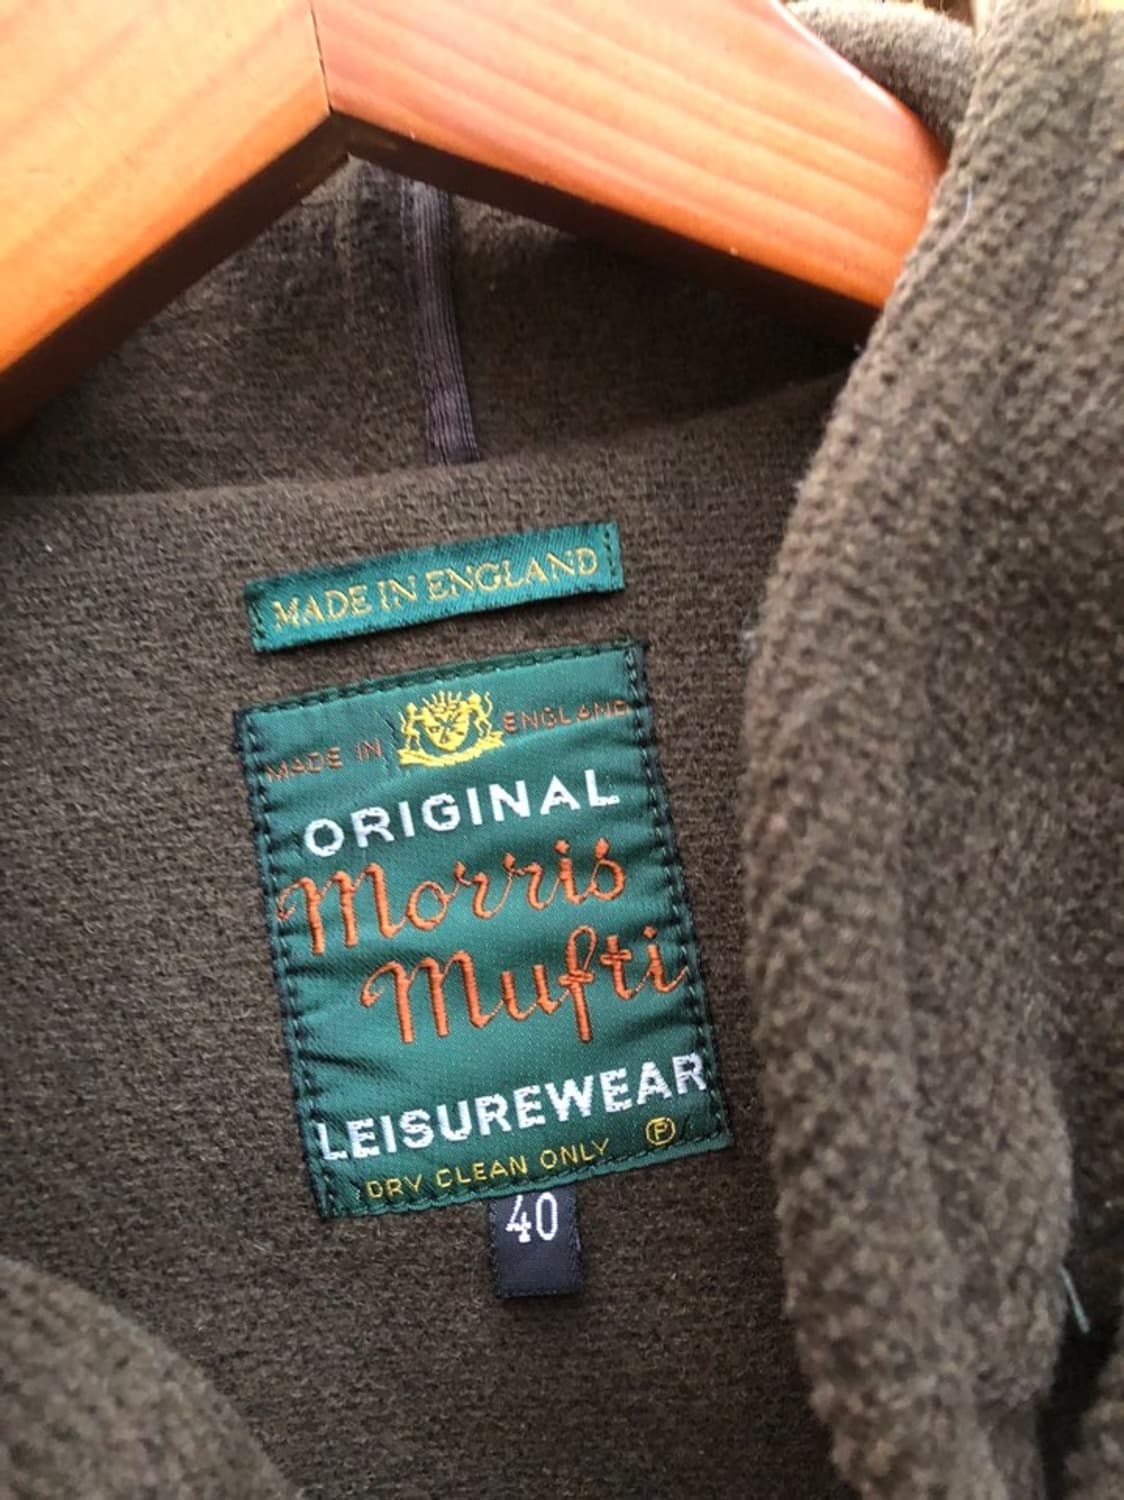 MADE IN ENGLAND
MADE IN ENGLAND
ORIGINAL
Morris
Mufti
LEISUREWEAR
DRY CLEAN ONLY P
40